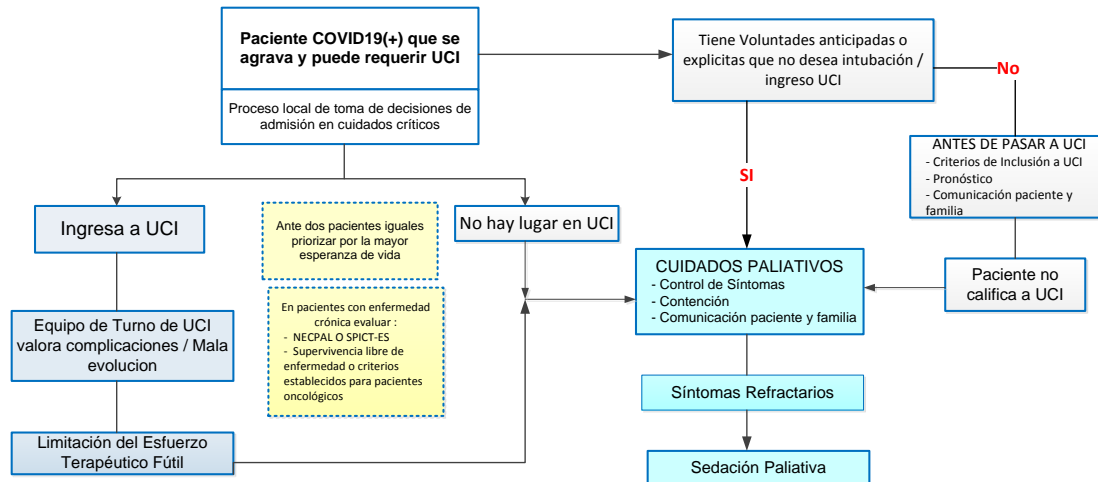 Paciente COVID19(+) que se
agrava y puede requerir UCI
Proceso local de toma de decisiones de
admisión en cuidados críticos
Tiene Voluntades anticipadas o
explicitas que no desea intubación /
ingreso UCI
No
SI
ANTES DE PASAR A UCI
- Criterios de Inclusión a UCI
- Pronóstico
- Comunicación paciente y
familia
Ingresa a UCI
Ante dos pacientes iguales
priorizar por la mayor
esperanza de vida
No hay lugar en UCI
CUIDADOS PALIATIVOS
- Control de Síntomas
- Contención
- Comunicación paciente y familia
Paciente no
califica a UCI
En pacientes con enfermedad
crónica evaluar :
- NECPAL O SPICT-ES
- Supervivencia libre de
enfermedad o criterios
establecidos para pacientes
oncológicos
Equipo de Turno de UCI
valora complicaciones / Mala
evolucion
Síntomas Refractarios
Limitación del Esfuerzo
Terapéutico Fútil
Sedación Paliativa